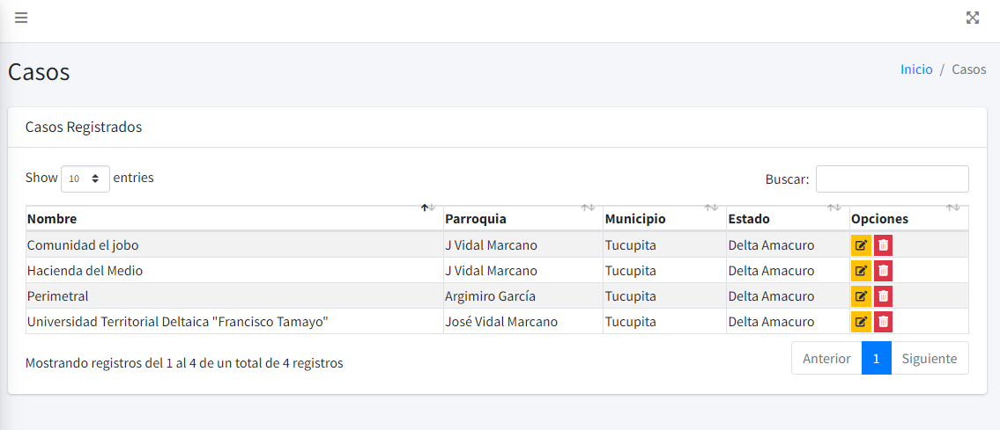 Casos
Inicio / Casos
Casos Registrados
Show 10 entries
Buscar:
Nombre Parroquia Municipio Estado Opciones
Comunidad el jobo J Vidal Marcano Tucupita Delta Amacuro
Hacienda del Medio J Vidal Marcano Tucupita Delta Amacuro
Perimetral Argimiro García Tucupita Delta Amacuro
Universidad Territorial Deltaica "Francisco Tamayo" José Vidal Marcano Tucupita Delta Amacuro
Mostrando registros del 1 al 4 de un total de 4 registros
Anterior 1 Siguiente